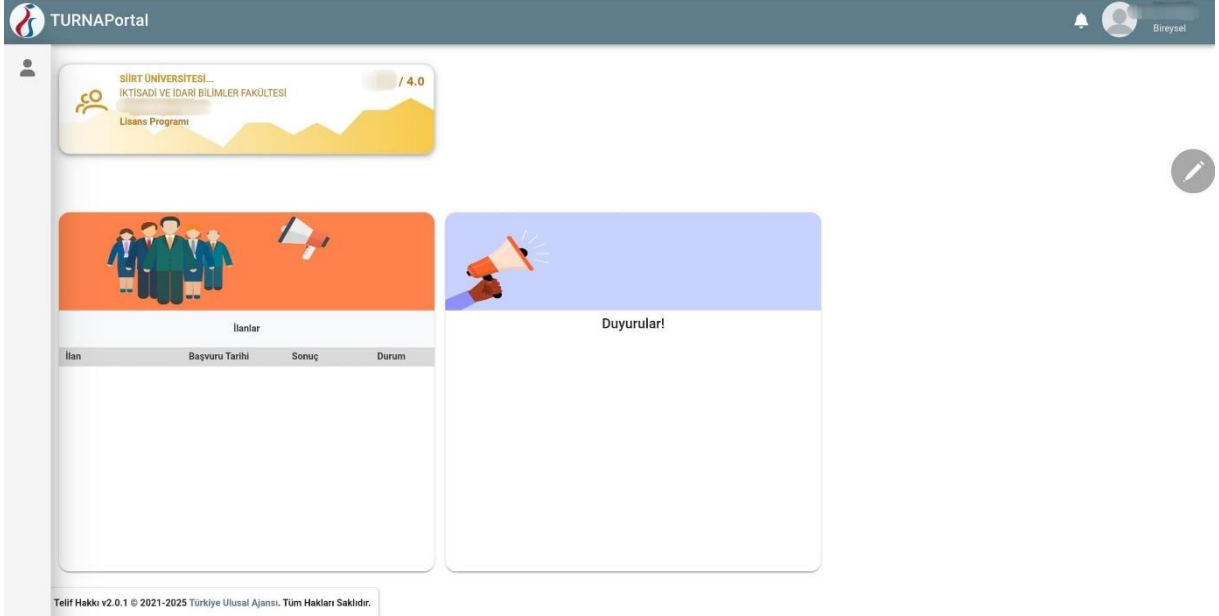 TURNAPortal
Bireysel
SİİRT ÜNİVERSİTESİ...
/ 4.0
İKTİSADİ VE İDARİ BİLİMLER FAKÜLTESİ
Lisans Programı
İlanlar
İlan Başvuru Tarihi Sonuç Durum
Duyurular!
Telif Hakkı v2.0.1 © 2021-2025 Türkiye Ulusal Ajansı. Tüm Hakları Saklıdır.